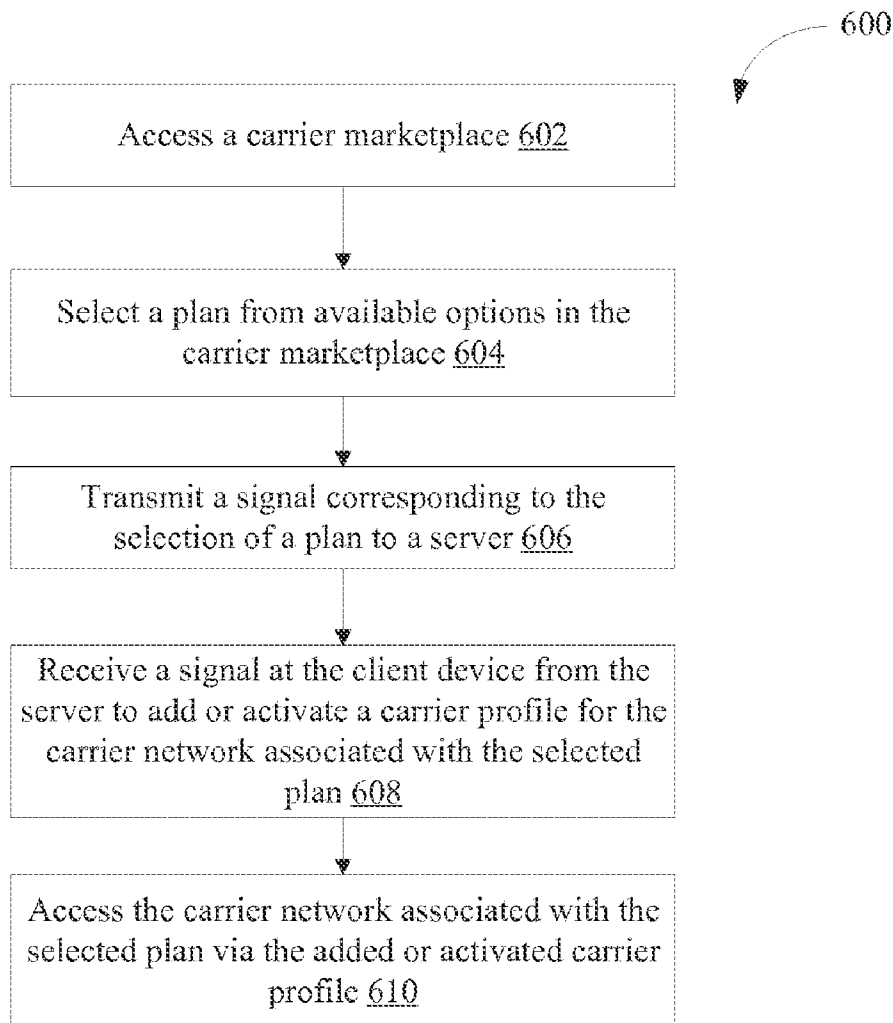 600
Access a carrier marketplace 602
Select a plan from available options in the
carrier marketplace 604
Transmit a signal corresponding to the
selection of a plan to a server 606
Receive a signal at the client device from the
server to add or activate a carrier profile for the
carrier network associated with the selected
plan 608
Access the carrier network associated with the
selected plan via the added or activated carrier
profile 610